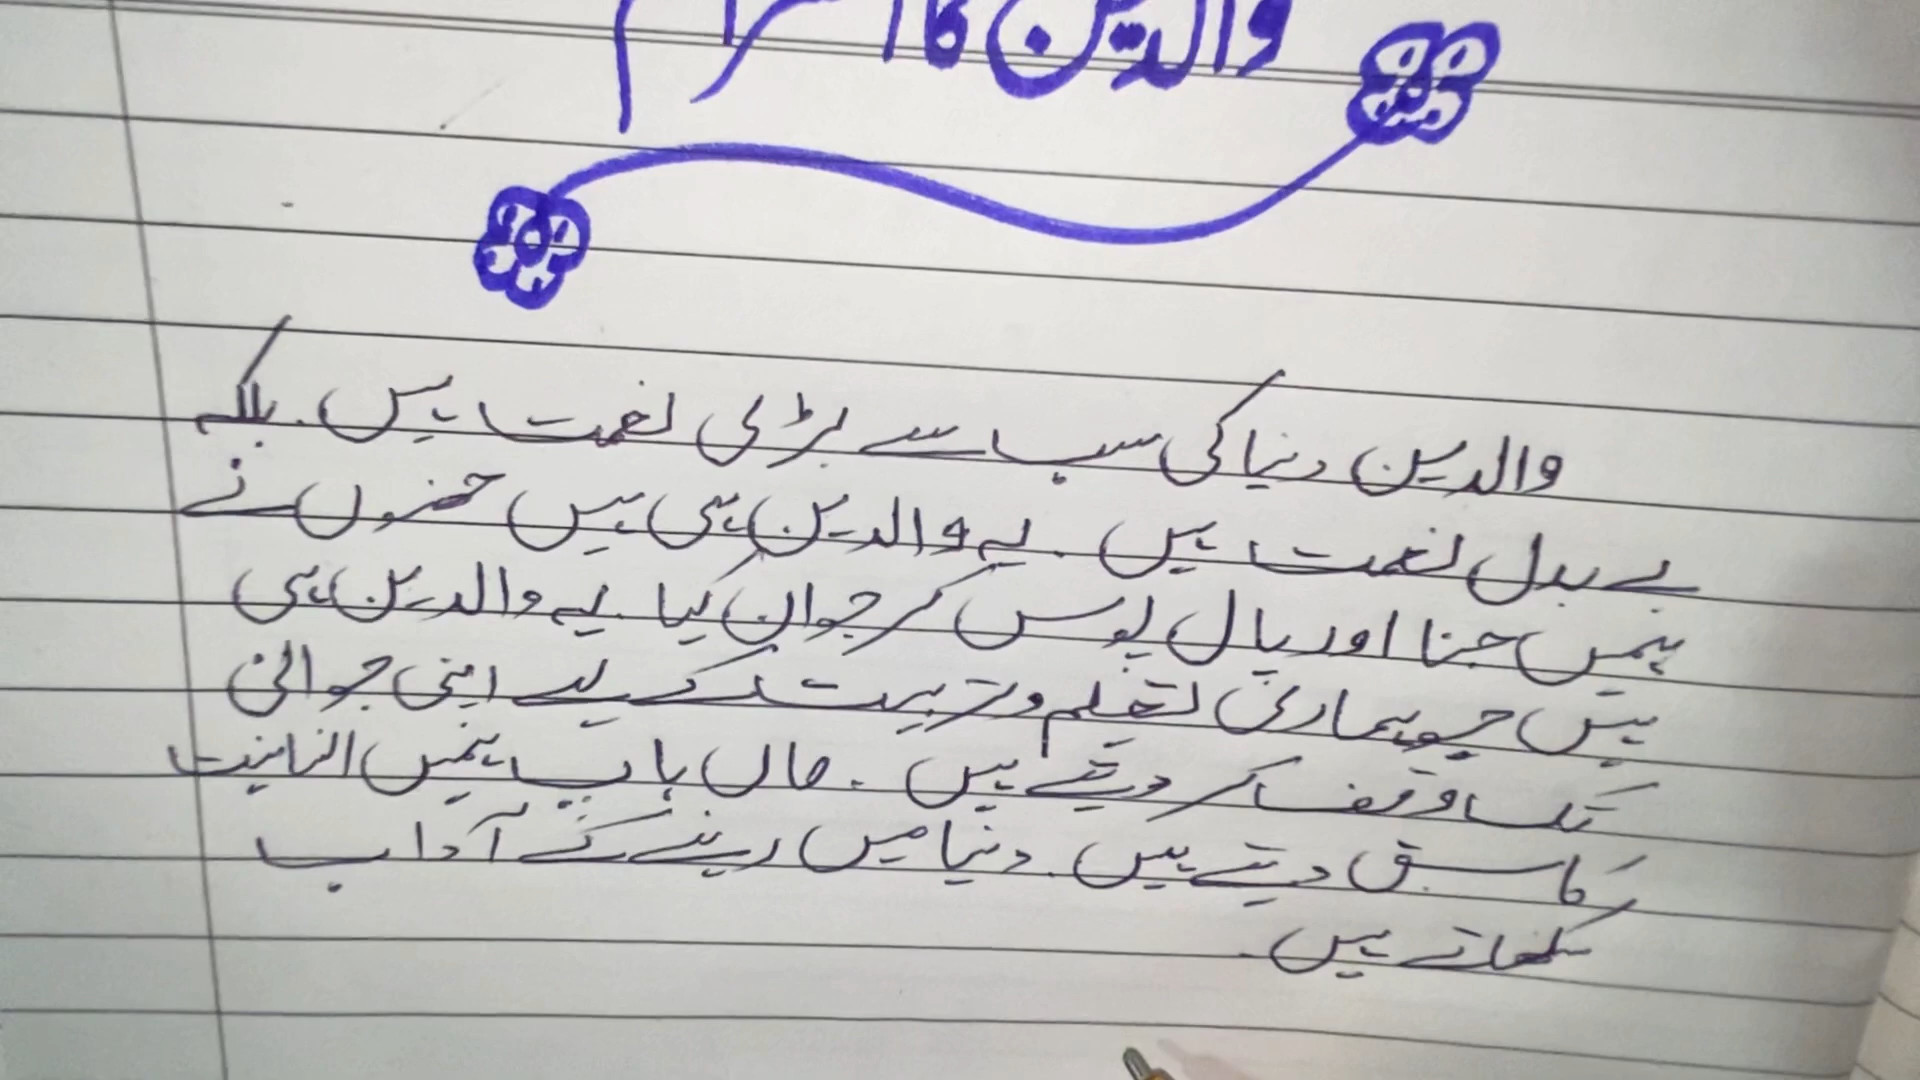 والدین کا احترام
والدین دنیا کی سب سے بڑی نعمت ہیں۔ بلکہ
بے بدل نعمت ہیں۔ یہ والدین ہی ہیں جنہوں نے
ہمیں جنا اور پال پوس کر جوان کیا۔ یہ والدین ہی
ہیں جو ہماری تعلیم و تربیت کے لیے اپنی جوانی
تک وقف کر دیتے ہیں۔ ماں باپ ہمیں انسانیت
کا سبق دیتے ہیں۔ دنیا میں رہنے کے آداب
سکھاتے ہیں۔